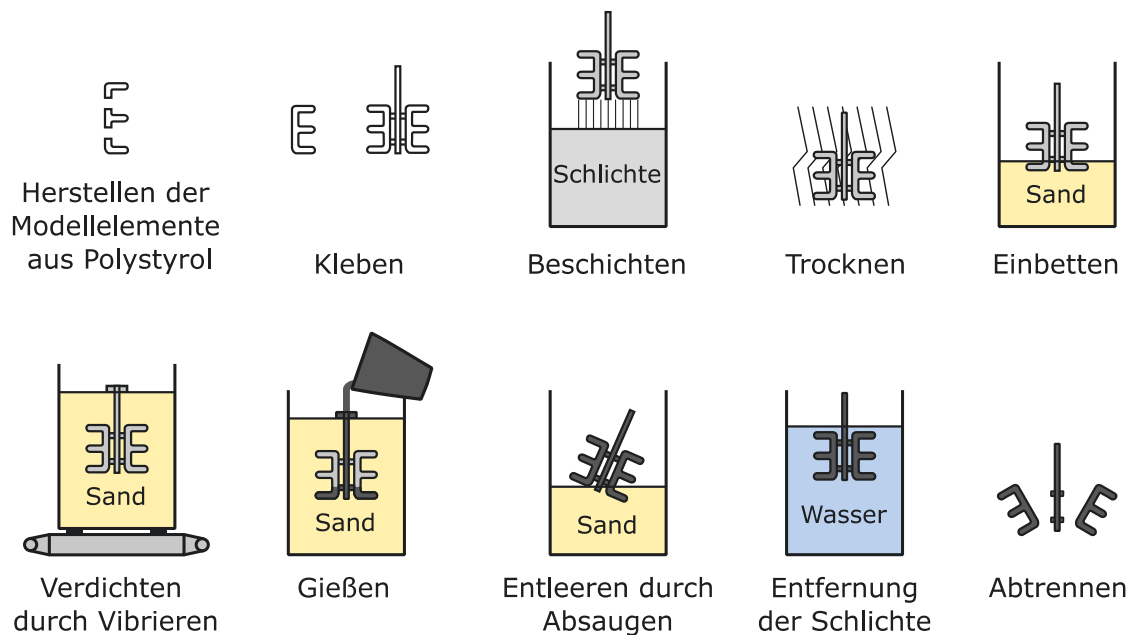 Herstellen der
Modellelemente
aus Polystyrol
Kleben
Schlichte
Beschichten
Trocknen
Sand
Einbetten
Sand
Verdichten
durch Vibrieren
Sand
Gießen
Sand
Entleeren durch
Absaugen
Wasser
Entfernung
der Schlichte
Abtrennen